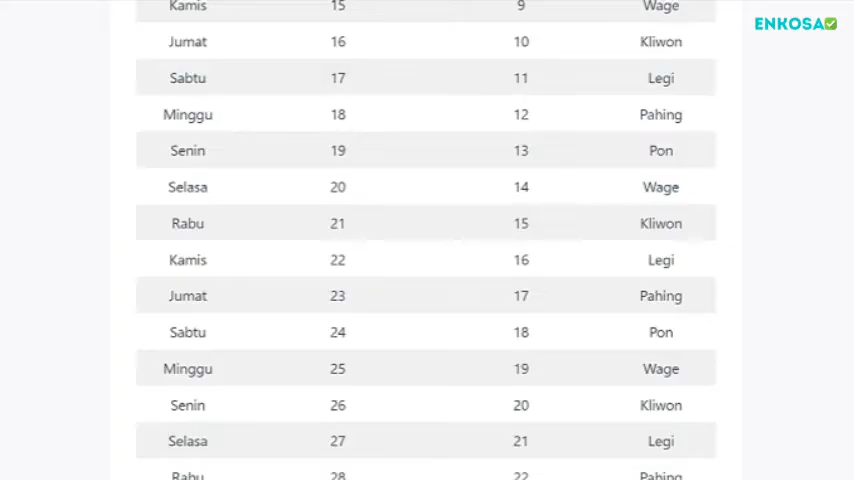 Kamis 15 9 Wage
ENKOSA
Jumat 16 10 Kliwon
Sabtu 17 11 Legi
Minggu 18 12 Pahing
Senin 19 13 Pon
Selasa 20 14 Wage
Rabu 21 15 Kliwon
Kamis 22 16 Legi
Jumat 23 17 Pahing
Sabtu 24 18 Pon
Minggu 25 19 Wage
Senin 26 20 Kliwon
Selasa 27 21 Legi
Rabu 28 22 Pahing